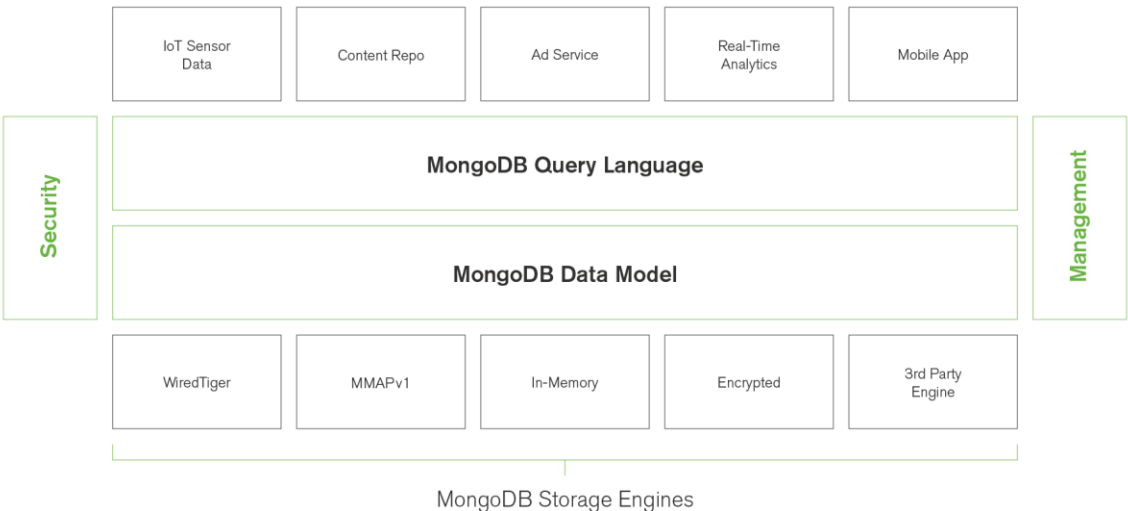 IoT Sensor
Data
Content Repo
Ad Service
Real-Time
Analytics
Mobile App
Security
MongoDB Query Language
Management
MongoDB Data Model
WiredTiger
MMAPv1
In-Memory
Encrypted
3rd Party
Engine
MongoDB Storage Engines